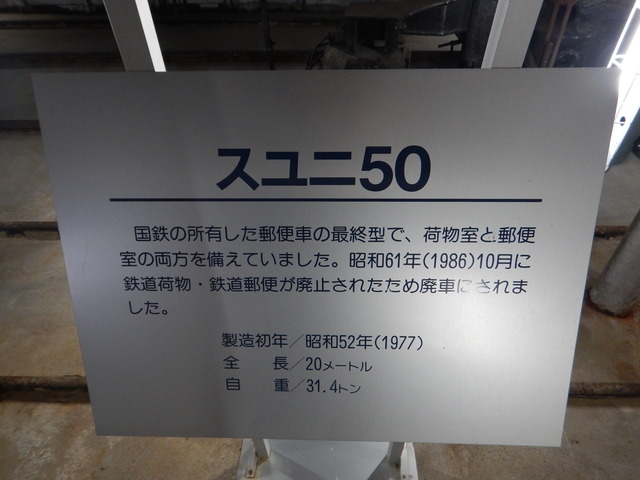 スユニ50
国鉄の所有した郵便車の最終型で、荷物室と郵便
室の両方を備えていました。昭和61年(1986)10月に
鉄道荷物・鉄道郵便が廃止されたため廃車にされま
した。
製造初年/昭和52年(1977)
全　　長/20メートル
自　　重/31.4トン